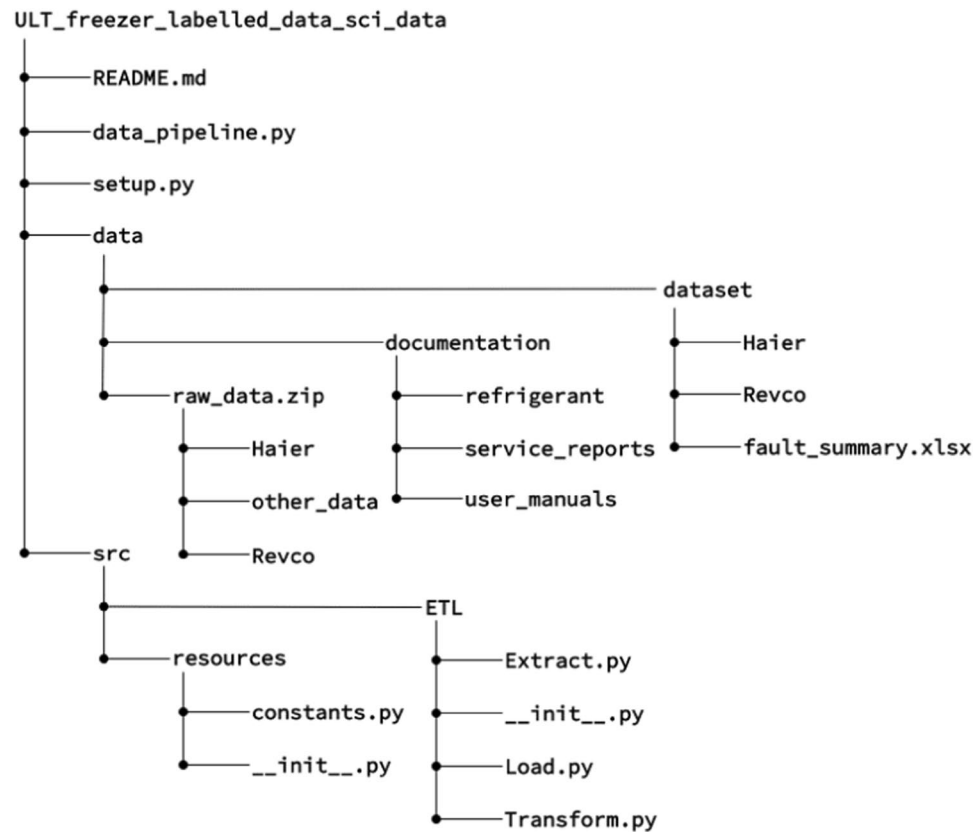 ULT_freezer_labelled_data_sci_data
README.md
data_pipeline.py
setup.py
data
dataset
Haier
Revco
fault_summary.xlsx
documentation
refrigerant
service_reports
user_manuals
raw_data.zip
Haier
other_data
Revco
src
ETL
Extract.py
__init__.py
Load.py
Transform.py
resources
constants.py
__init__.py